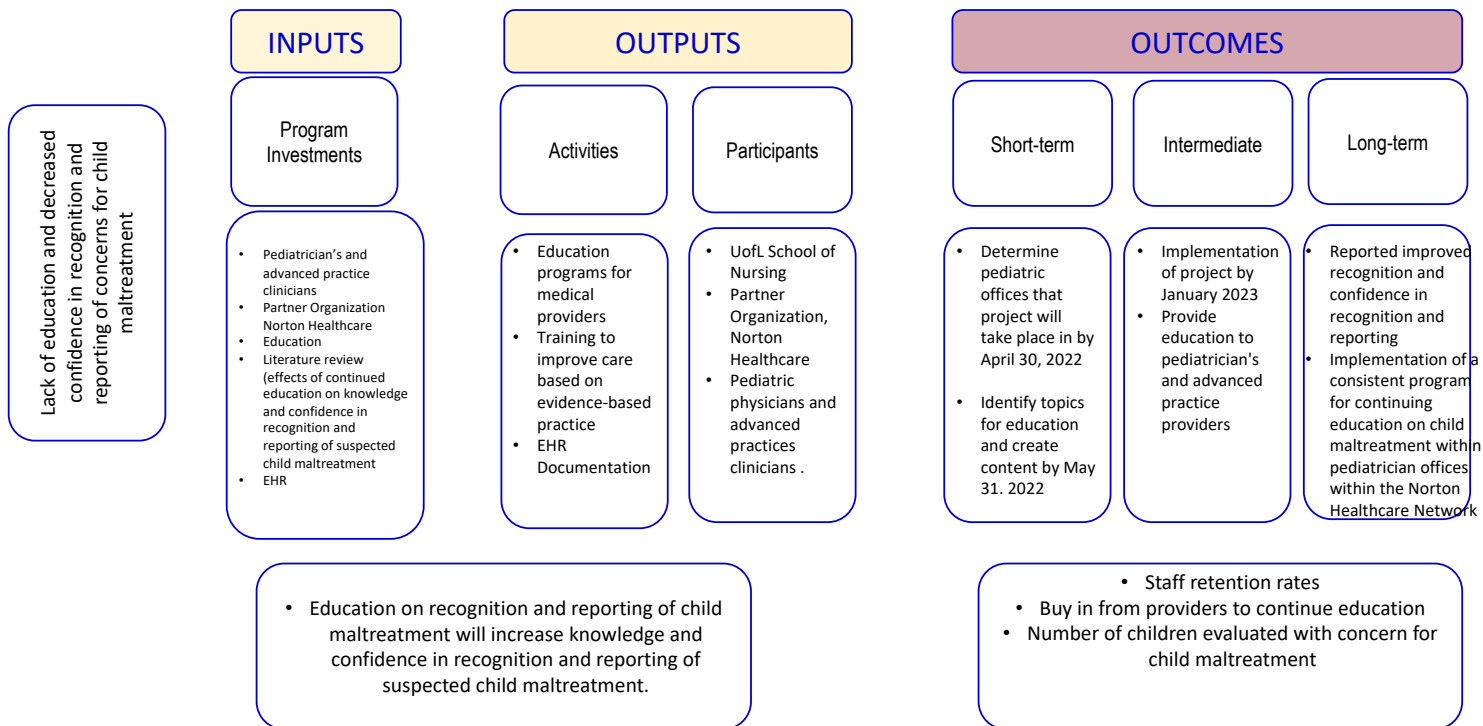 INPUTS
OUTPUTS
OUTCOMES
Lack of education and decreased
confidence in recognition and
reporting of concerns for child
maltreatment
Program
Investments
Activities
Participants
Short-term
Intermediate
Long-term
• Pediatrician’s and
advanced practice
clinicians
• Partner Organization
Norton Healthcare
• Education
• Literature review
(effects of continued
education on knowledge
and confidence in
recognition and
reporting of suspected
child maltreatment
• EHR
• Education
programs for
medical
providers
• Training to
improve care
based on
evidence-based
practice
• EHR
Documentation
• UofL School of
Nursing
• Partner
Organization,
Norton
Healthcare
• Pediatric
physicians and
advanced
practices
clinicians .
• Determine
pediatric
offices that
project will
take place in by
April 30, 2022
• Identify topics
for education
and create
content by May
31. 2022
• Implementation
of project by
January 2023
• Provide
education to
pediatrician's
and advanced
practice
providers
• Reported improved
recognition and
confidence in
recognition and
reporting
• Implementation of a
consistent program
for continuing
education on child
maltreatment within
pediatrician offices
within the Norton
Healthcare Network
• Education on recognition and reporting of child
maltreatment will increase knowledge and
confidence in recognition and reporting of
suspected child maltreatment.
• Staff retention rates
• Buy in from providers to continue education
• Number of children evaluated with concern for
child maltreatment